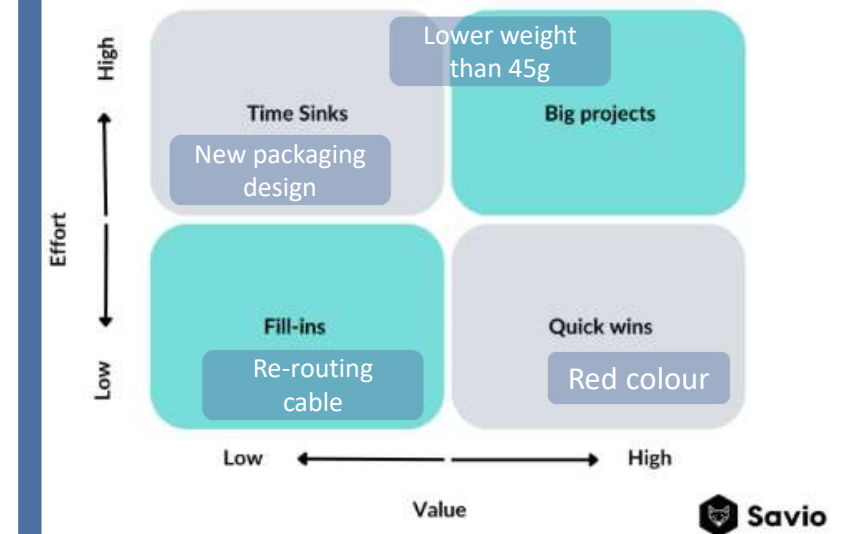 High
Lower weight
than 45g
Time Sinks
Big projects
New packaging
design
Effort
Fill-ins
Quick wins
Re-routing
cable
Red colour
Low
Low
High
Value
Savio